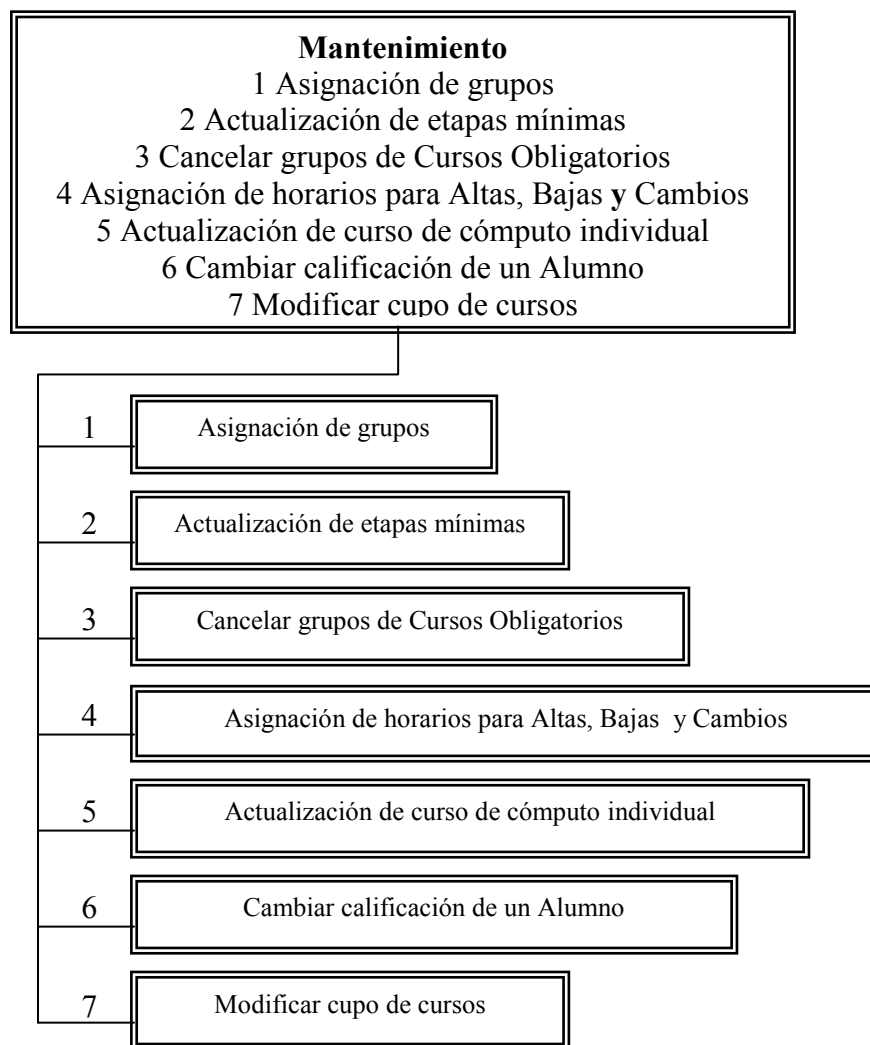 Mantenimiento
1 Asignación de grupos
2 Actualización de etapas mínimas
3 Cancelar grupos de Cursos Obligatorios
4 Asignación de horarios para Altas, Bajas y Cambios
5 Actualización de curso de cómputo individual
6 Cambiar calificación de un Alumno
7 Modificar cupo de cursos
1 Asignación de grupos
2 Actualización de etapas mínimas
3 Cancelar grupos de Cursos Obligatorios
4 Asignación de horarios para Altas, Bajas y Cambios
5 Actualización de curso de cómputo individual
6 Cambiar calificación de un Alumno
7 Modificar cupo de cursos